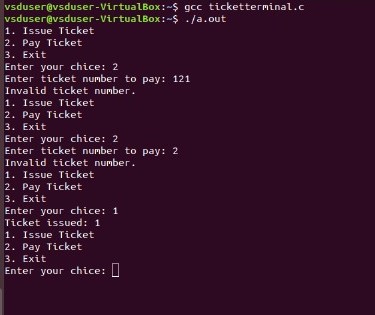 vsduser@vsduser-VirtualBox:~$ gcc ticketterminal.c
vsduser@vsduser-VirtualBox:~$ ./a.out
1. Issue Ticket
2. Pay Ticket
3. Exit
Enter your chice: 2
Enter ticket number to pay: 121
Invalid ticket number.
1. Issue Ticket
2. Pay Ticket
3. Exit
Enter your chice: 2
Enter ticket number to pay: 2
Invalid ticket number.
1. Issue Ticket
2. Pay Ticket
3. Exit
Enter your chice: 1
Ticket issued: 1
1. Issue Ticket
2. Pay Ticket
3. Exit
Enter your chice: